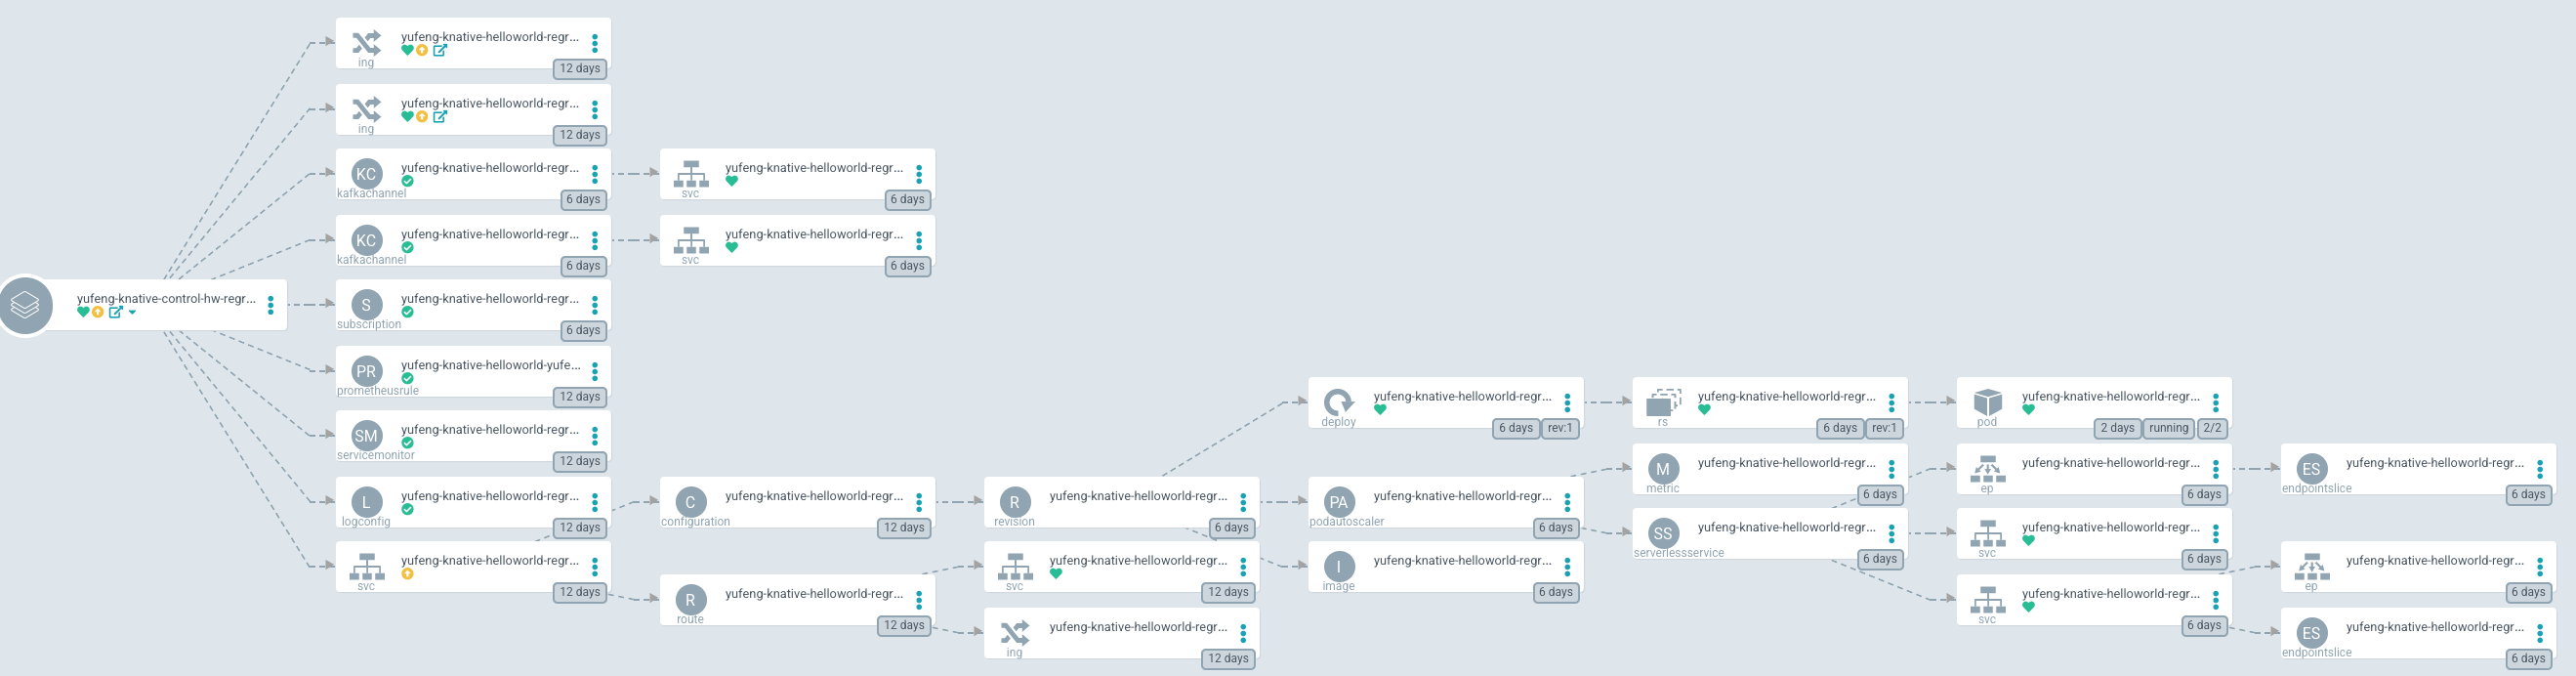 yufeng-knative-helloworld-regr...
ing
12 days
yufeng-knative-helloworld-regr...
ing
12 days
yufeng-knative-helloworld-regr...
KC
kafkachannel
6 days
yufeng-knative-helloworld-regr...
svc
6 days
yufeng-knative-helloworld-regr...
KC
kafkachannel
6 days
yufeng-knative-helloworld-regr...
svc
6 days
yufeng-knative-control-hw-regr...
yufeng-knative-helloworld-regr...
S
subscription
6 days
yufeng-knative-helloworld-yufe...
PR
prometheusrule
12 days
yufeng-knative-helloworld-regr...
deploy
6 days rev:1
yufeng-knative-helloworld-regr...
rs
6 days rev:1
yufeng-knative-helloworld-regr...
pod
2 days running 2/2
yufeng-knative-helloworld-regr...
SM
servicemonitor
12 days
yufeng-knative-helloworld-regr...
M
metric
6 days
yufeng-knative-helloworld-regr...
ep
6 days
yufeng-knative-helloworld-regr...
ES
endpointslice
6 days
yufeng-knative-helloworld-regr...
L
logconfig
12 days
yufeng-knative-helloworld-regr...
C
configuration
12 days
yufeng-knative-helloworld-regr...
R
revision
6 days
yufeng-knative-helloworld-regr...
PA
podautoscaler
6 days
yufeng-knative-helloworld-regr...
SS
serverlessservice
6 days
yufeng-knative-helloworld-regr...
svc
6 days
yufeng-knative-helloworld-regr...
svc
12 days
yufeng-knative-helloworld-regr...
svc
12 days
yufeng-knative-helloworld-regr...
I
image
6 days
yufeng-knative-helloworld-regr...
ep
6 days
yufeng-knative-helloworld-regr...
R
route
12 days
yufeng-knative-helloworld-regr...
svc
6 days
yufeng-knative-helloworld-regr...
ing
12 days
yufeng-knative-helloworld-regr...
ES
endpointslice
6 days